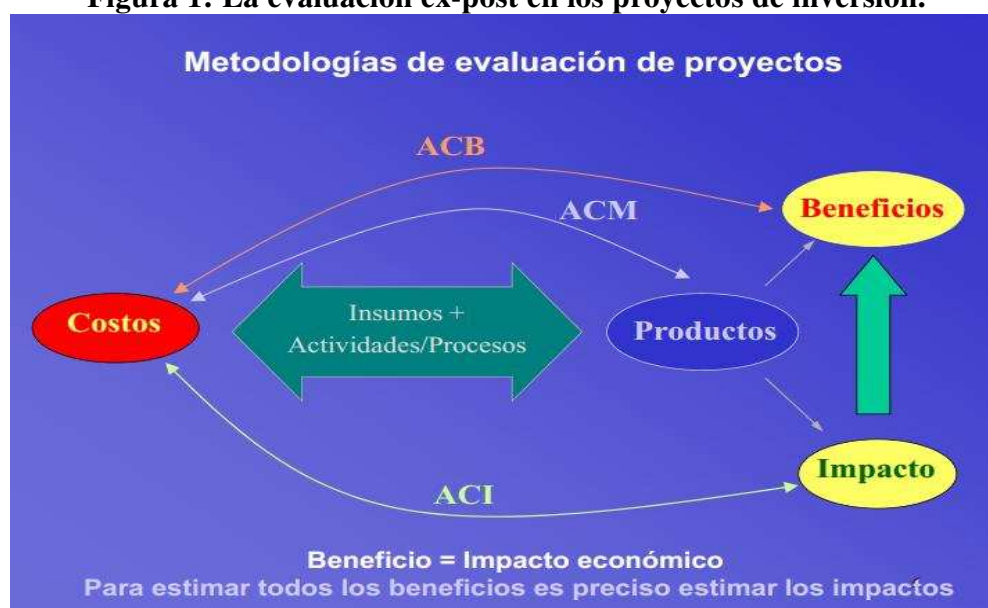 Figura 1: La evaluación ex-post en los proyectos de inversión.
Metodologías de evaluación de proyectos
ACB
ACM
Beneficios
Costos
Insumos +
Actividades/Procesos
Productos
Impacto
ACI
Beneficio = Impacto económico
Para estimar todos los beneficios es preciso estimar los impactos